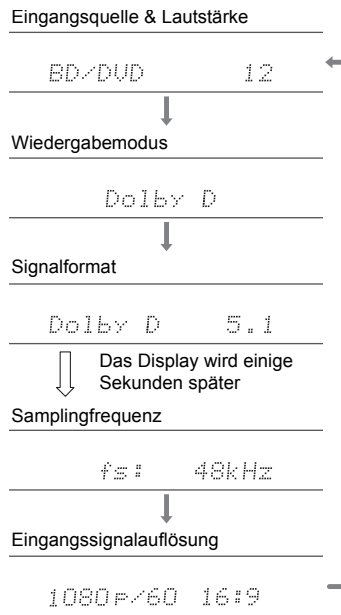 Eingangsquelle & Lautstärke
BD/DVD 12
Wiedergabemodus
Dolby D
Signalformat
Dolby D 5.1
Das Display wird einige
Sekunden später
Samplingfrequenz
fs: 48kHz
Eingangssignalauflösung
1080p/60 16:9